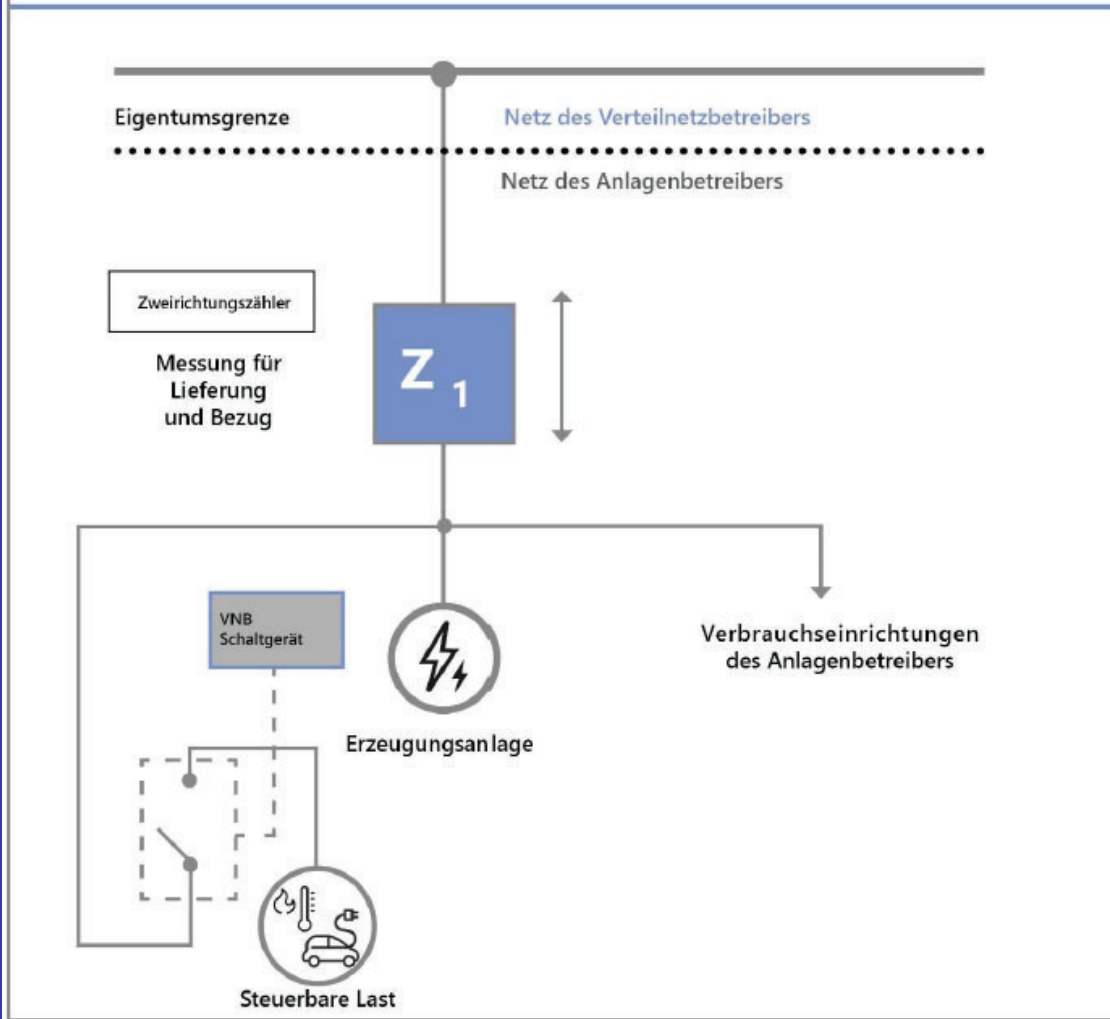 Eigentumsgrenze
Netz des Verteilnetzbetreibers
Netz des Anlagenbetreibers
Zweirichtungszähler
Messung für
Lieferung
und Bezug
Z 1
VNB
Schaltgerät
Verbrauchseinrichtungen
des Anlagenbetreibers
Erzeugungsanlage
Steuerbare Last